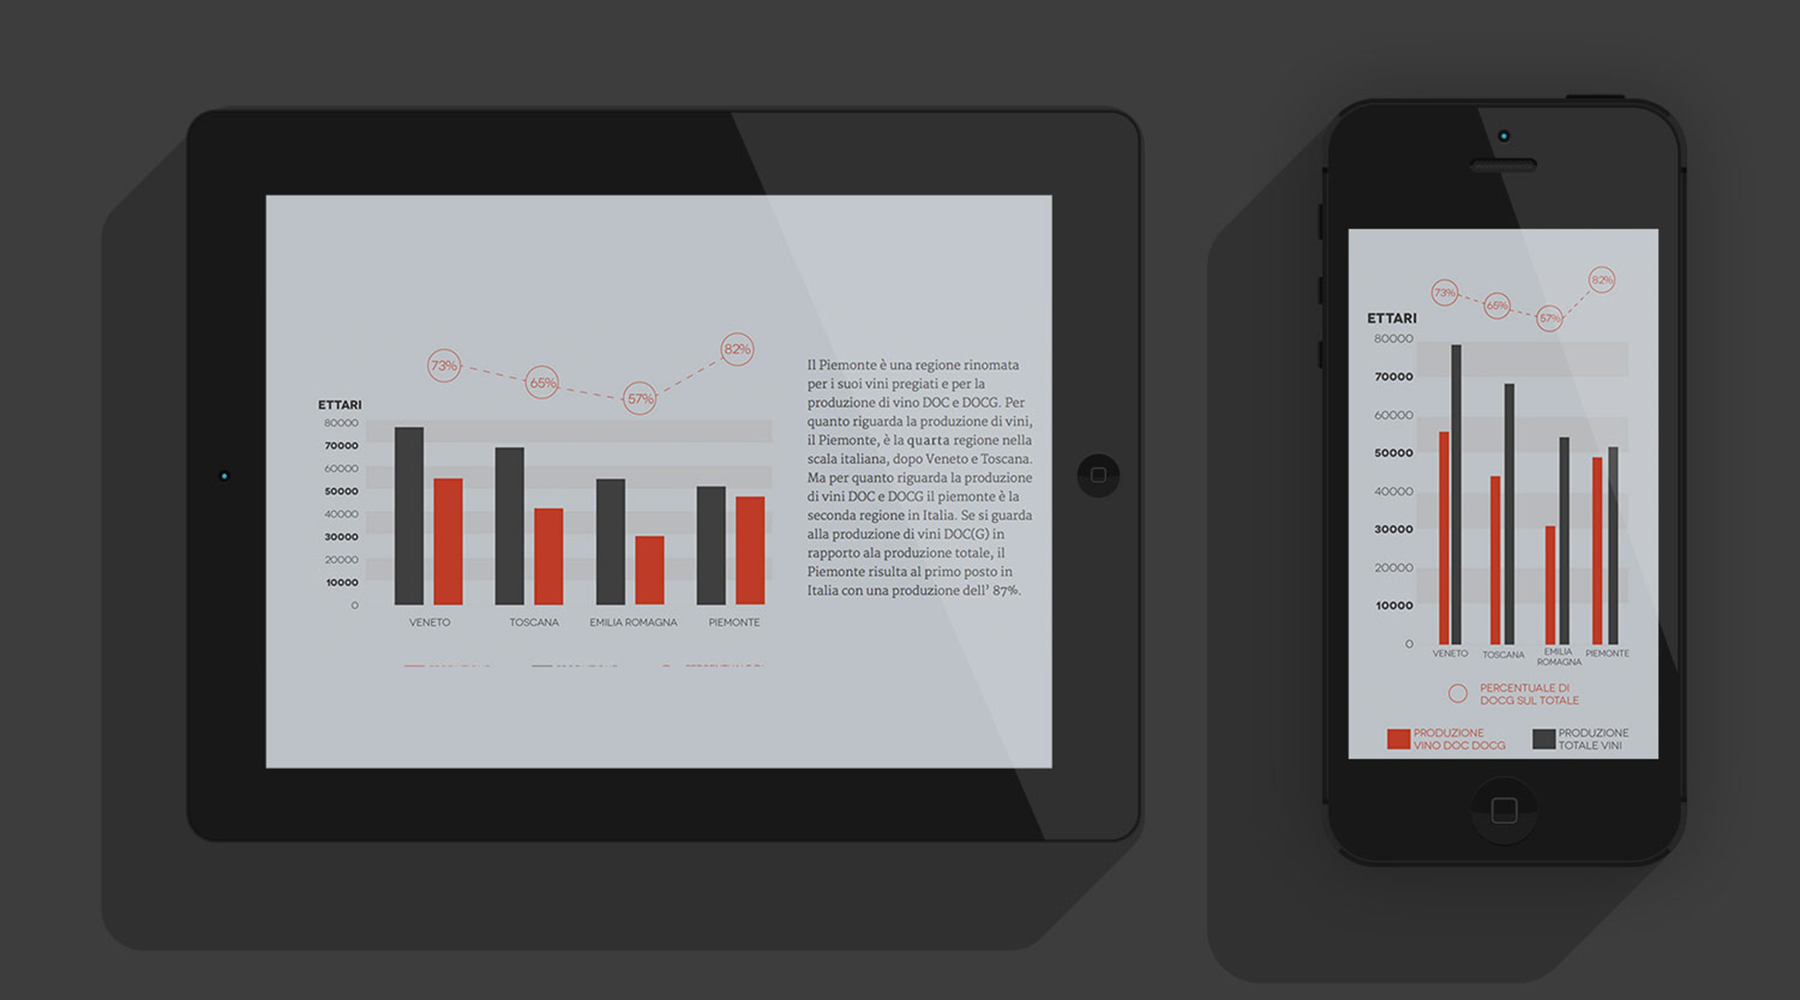 73%
65%
57%
82%
ETTARI
80000
70000
60000
50000
40000
30000
20000
10000
0
VENETO
TOSCANA
EMILIA ROMAGNA
PIEMONTE
Il Piemonte è una regione rinomata
per i suoi vini pregiati e per la
produzione di vino DOC e DOCG. Per
quanto riguarda la produzione di vini,
il Piemonte, è la quarta regione nella
scala italiana, dopo Veneto e Toscana.
Ma per quanto riguarda la produzione
di vini DOC e DOCG il piemonte è la
seconda regione in Italia. Se si guarda
alla produzione di vini DOC(G) in
rapporto ala produzione totale, il
Piemonte risulta al primo posto in
Italia con una produzione dell' 87%.
73%
65%
57%
82%
ETTARI
80000
70000
60000
50000
40000
30000
20000
10000
0
VENETO
TOSCANA
EMILIA
ROMAGNA
PIEMONTE
PERCENTUALE DI
DOCG SUL TOTALE
PRODUZIONE
VINO DOC DOCG
PRODUZIONE
TOTALE VINI